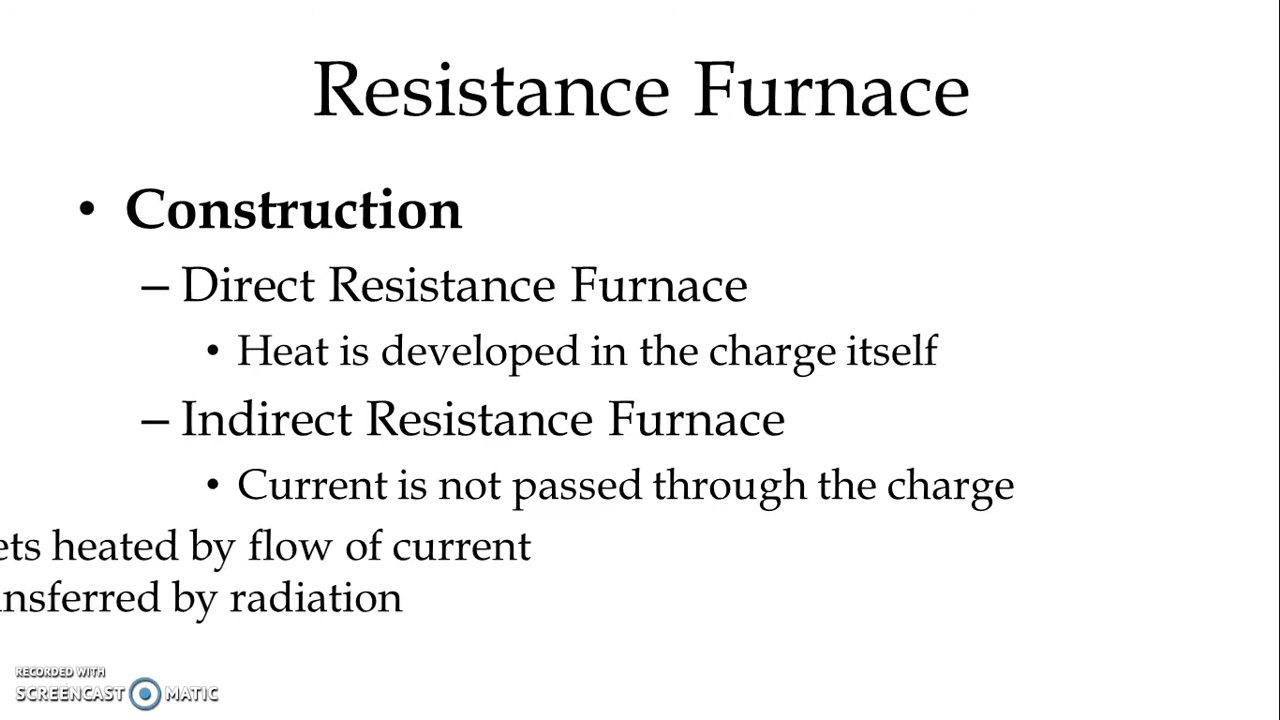 Resistance Furnace
• Construction
– Direct Resistance Furnace
• Heat is developed in the charge itself
– Indirect Resistance Furnace
• Current is not passed through the charge
ets heated by flow of current
nsferred by radiation
RECORDED WITH
SCREENCAST MATIC